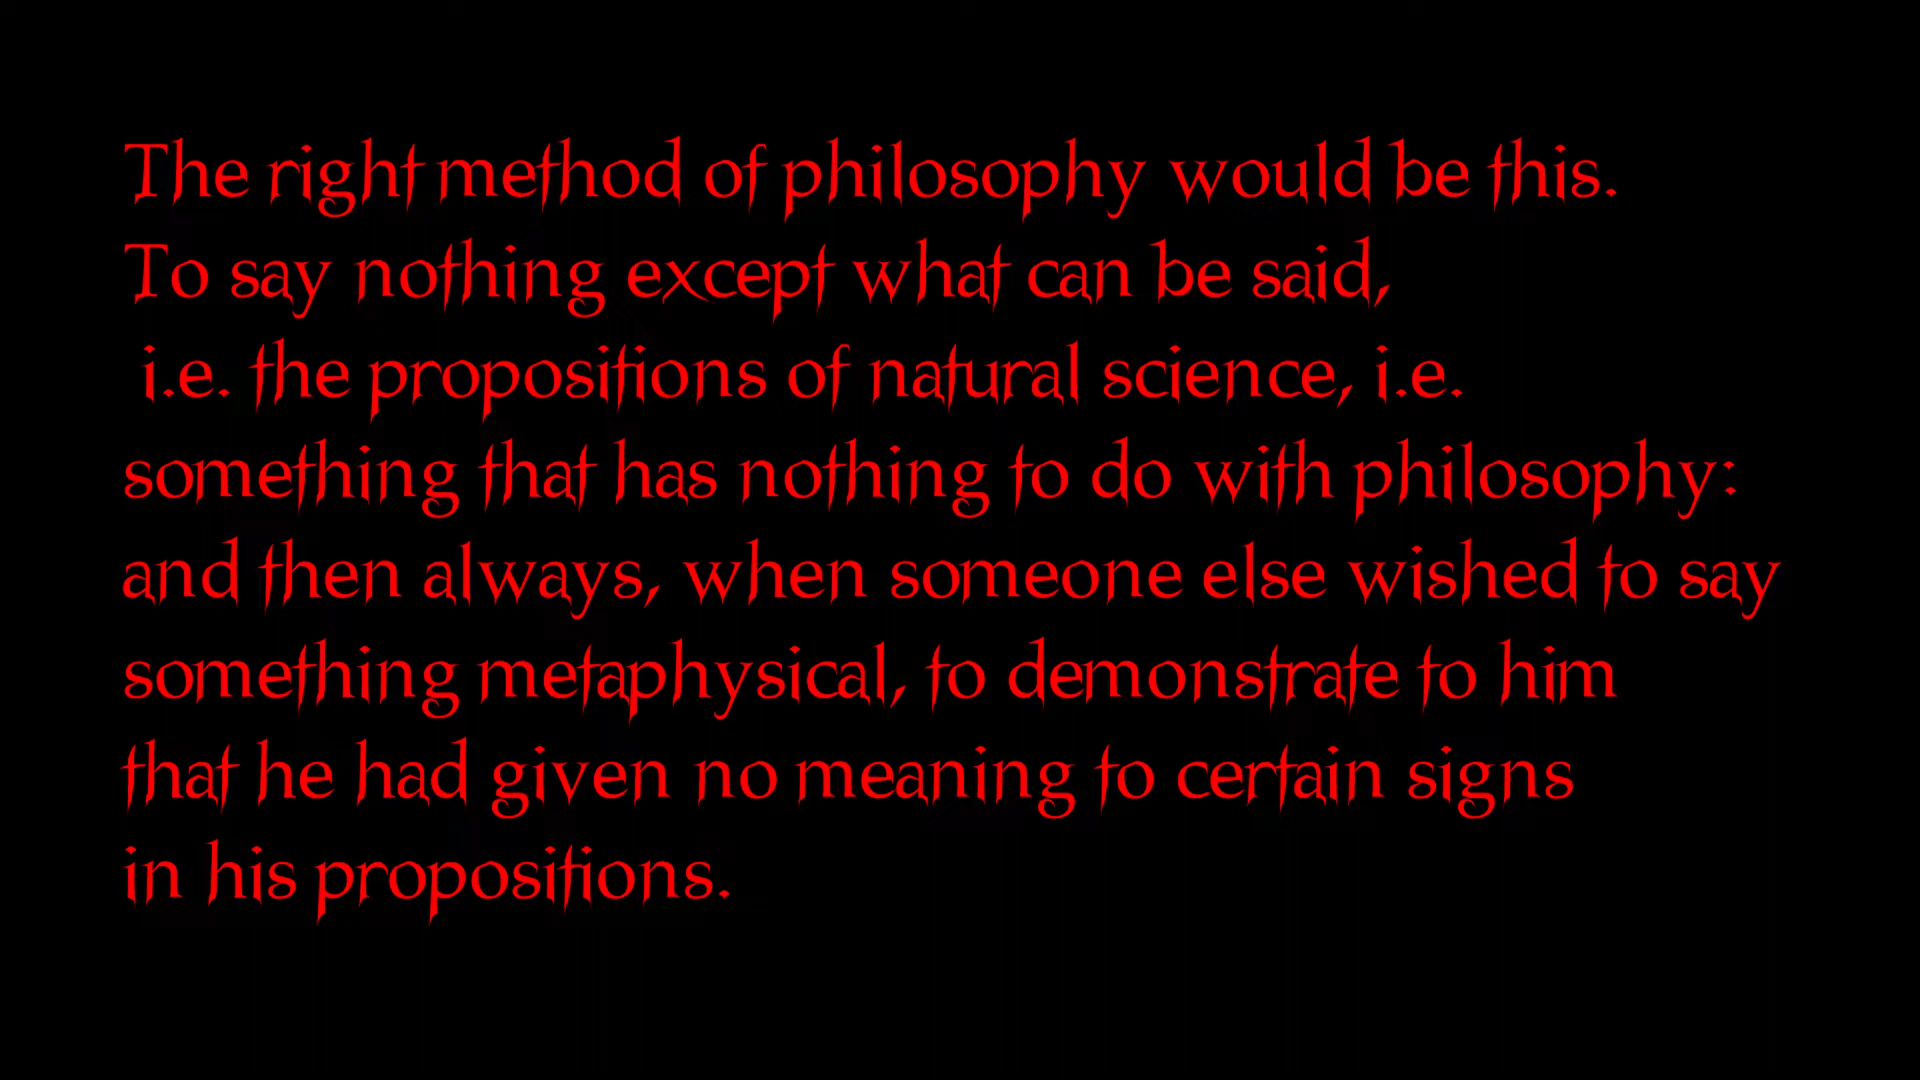 The right method of philosophy would be this.
To say nothing except what can be said,
i.e. the propositions of natural science, i.e.
something that has nothing to do with philosophy:
and then always, when someone else wished to say
something metaphysical, to demonstrate to him
that he had given no meaning to certain signs
in his propositions.